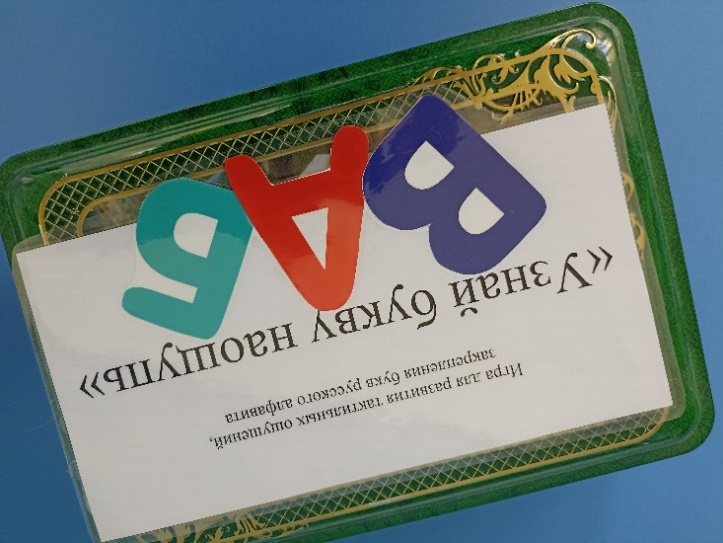 Игра для развития тактильных ощущений,
закрепления букв русского алфавита
«Узнай букву наощупь»
В А Б